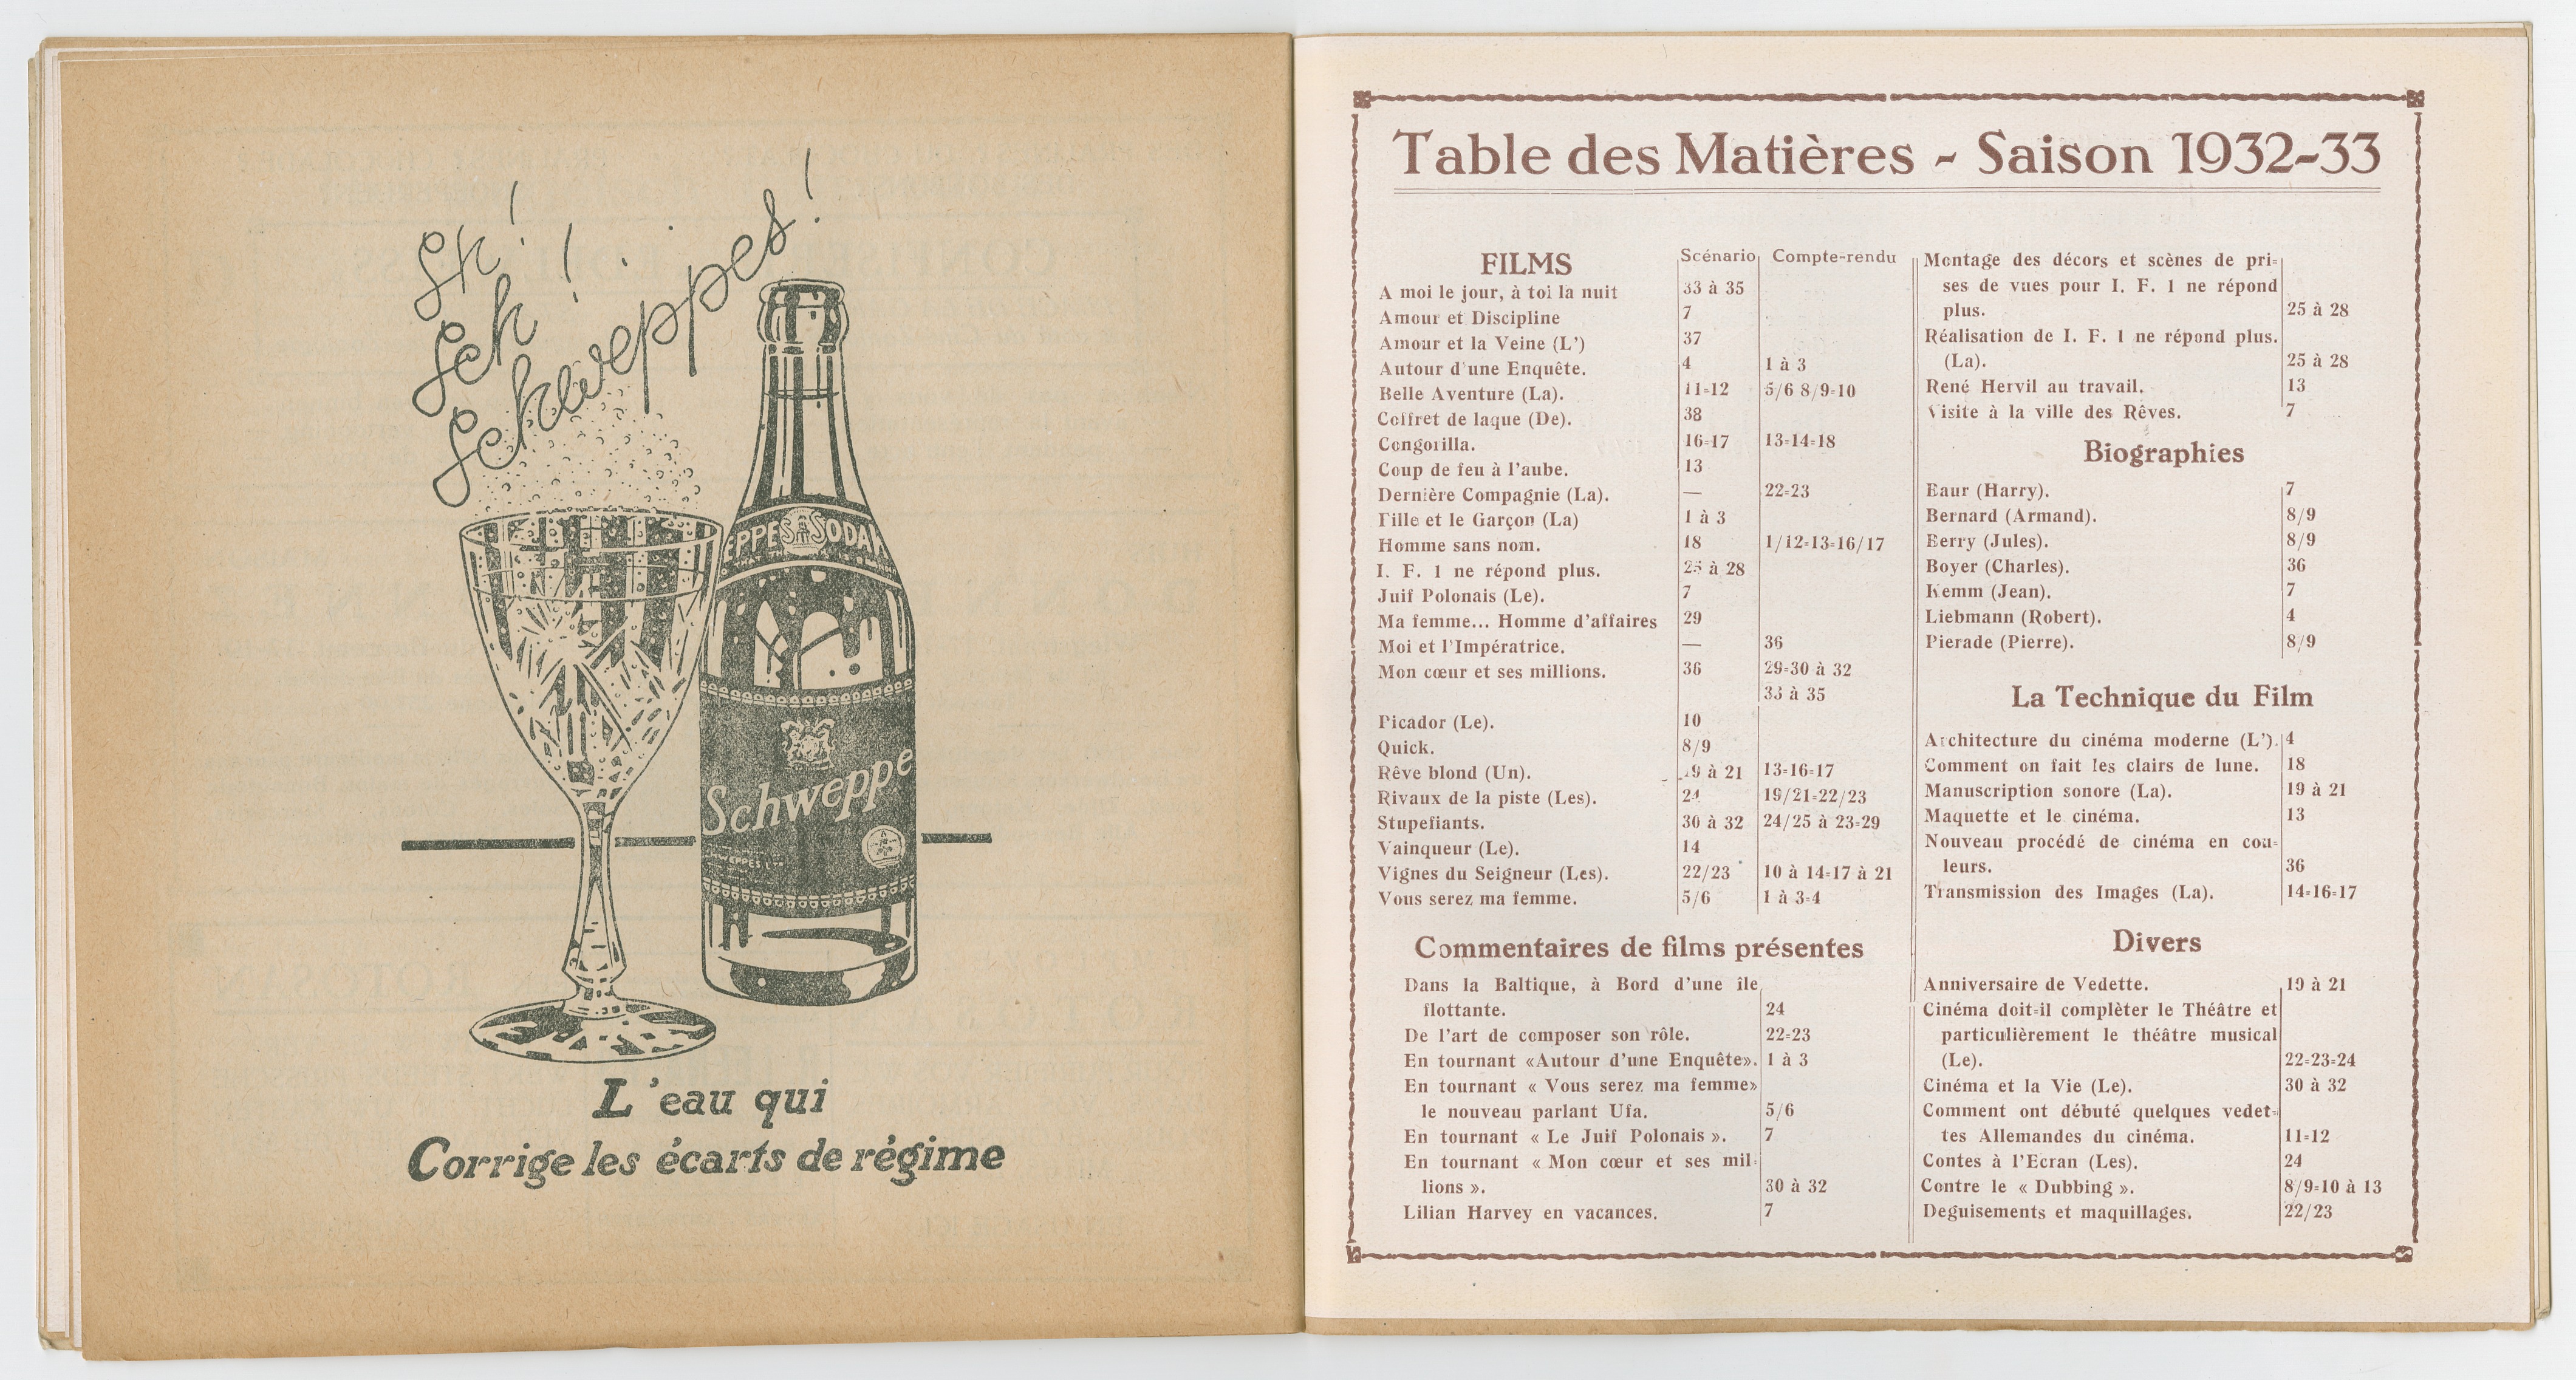 Sh!
Sch!
Schweppes!
EPPES SODA
Schweppe
L'eau qui
Corrige les écarts de régime
Table des Matières - Saison 1932-33
FILMS Scénario Compte-rendu
A moi le jour, à toi la nuit 33 à 35
Amour et Discipline 7
Amour et la Veine (L') 37
Autour d'une Enquête. 4 1 à 3
Belle Aventure (La). 11-12 5/6 8/9-10
Coffret de laque (De). 38
Congorilla. 16-17 13-14-18
Coup de feu à l'aube. 13
Dernière Compagnie (La). — 22-23
Fille et le Garçon (La) 1 à 3
Homme sans nom. 18 1/12-13-16/17
I. F. 1 ne répond plus. 25 à 28
Juif Polonais (Le). 7
Ma femme... Homme d'affaires 29
Moi et l'Impératrice. — 36
Mon cœur et ses millions. 36 29-30 à 32
33 à 35
Picador (Le). 10
Quick. 8/9
Rêve blond (Un). 19 à 21 13-16-17
Rivaux de la piste (Les). 24 19/21-22/23
Stupefiants. 30 à 32 24/25 à 23-29
Vainqueur (Le). 14
Vignes du Seigneur (Les). 22/23 10 à 14-17 à 21
Vous serez ma femme. 5/6 1 à 3-4
Commentaires de films présentes
Dans la Baltique, à Bord d'une île
flottante. 24
De l'art de composer son rôle. 22-23
En tournant «Autour d'une Enquête». 1 à 3
En tournant « Vous serez ma femme»
le nouveau parlant Ufa. 5/6
En tournant « Le Juif Polonais ». 7
En tournant « Mon cœur et ses mil-
lions ». 30 à 32
Lilian Harvey en vacances. 7
Montage des décors et scènes de pri-
ses de vues pour I. F. 1 ne répond
plus. 25 à 28
Réalisation de I. F. 1 ne répond plus.
(La). 25 à 28
René Hervil au travail. 13
Visite à la ville des Rêves. 7
Biographies
Baur (Harry). 7
Bernard (Armand). 8/9
Berry (Jules). 8/9
Boyer (Charles). 36
Kemm (Jean). 7
Liebmann (Robert). 4
Pierade (Pierre). 8/9
La Technique du Film
Architecture du cinéma moderne (L'). 4
Comment on fait les clairs de lune. 18
Manuscription sonore (La). 19 à 21
Maquette et le cinéma. 13
Nouveau procédé de cinéma en cou-
leurs. 36
Transmission des Images (La). 14-16-17
Divers
Anniversaire de Vedette. 19 à 21
Cinéma doit-il complèter le Théâtre et
particulièrement le théâtre musical
(Le). 22-23-24
Cinéma et la Vie (Le). 30 à 32
Comment ont débuté quelques vedet-
tes Allemandes du cinéma. 11-12
Contes à l'Ecran (Les). 24
Contre le « Dubbing ». 8/9-10 à 13
Deguisements et maquillages. 22/23